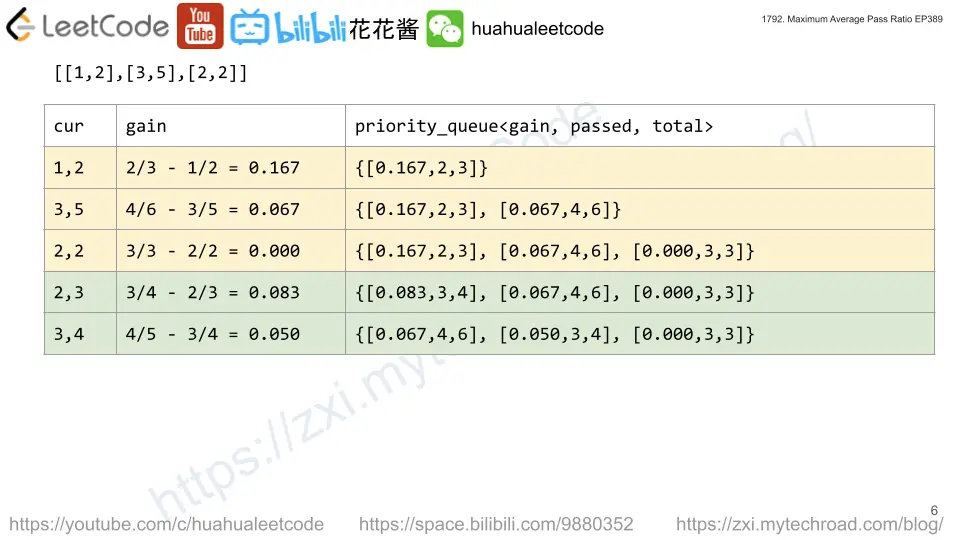 LeetCode You Tube bilibili 花花酱 huahualeetcode
1792. Maximum Average Pass Ratio EP389
[[1,2],[3,5],[2,2]]
cur gain priority_queue<gain, passed, total>
1,2 2/3 - 1/2 = 0.167 {[0.167,2,3]}
3,5 4/6 - 3/5 = 0.067 {[0.167,2,3], [0.067,4,6]}
2,2 3/3 - 2/2 = 0.000 {[0.167,2,3], [0.067,4,6], [0.000,3,3]}
2,3 3/4 - 2/3 = 0.083 {[0.083,3,4], [0.067,4,6], [0.000,3,3]}
3,4 4/5 - 3/4 = 0.050 {[0.067,4,6], [0.050,3,4], [0.000,3,3]}
https://zxi.myt
ode
g/
6
https://youtube.com/c/huahualeetcode https://space.bilibili.com/9880352 https://zxi.mytechroad.com/blog/